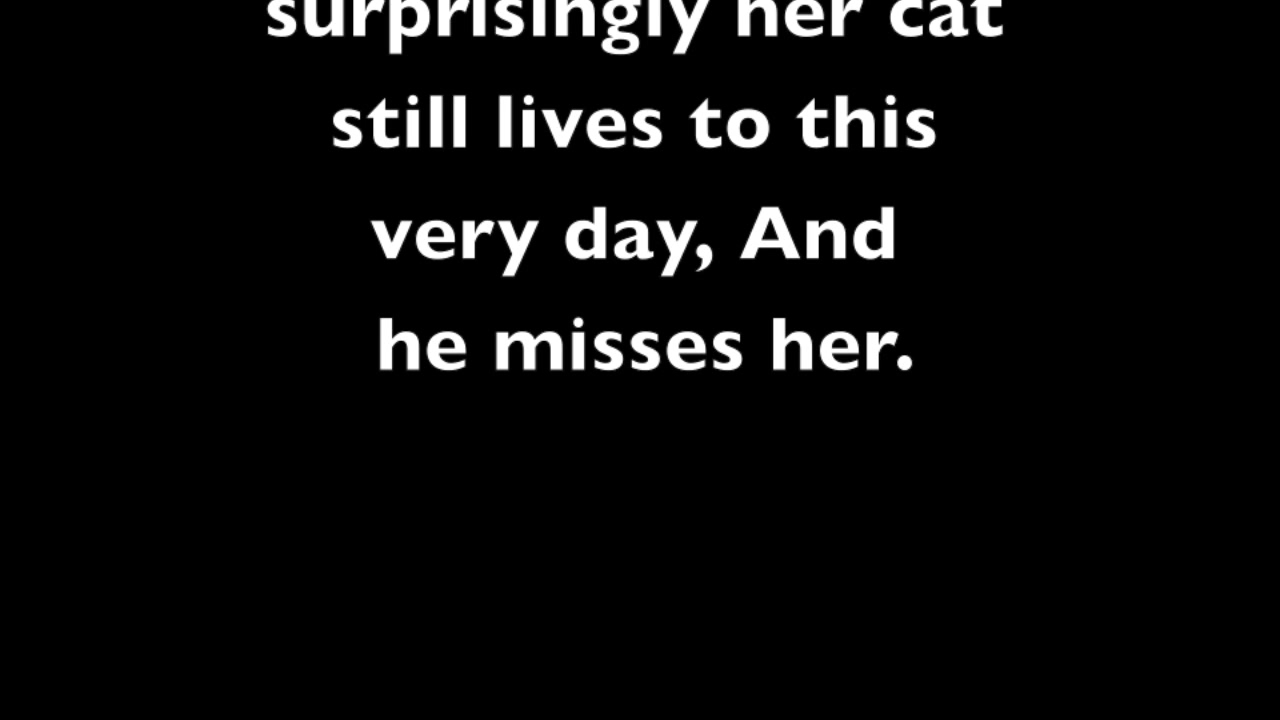 surprisingly her cat
still lives to this
very day, And
he misses her.